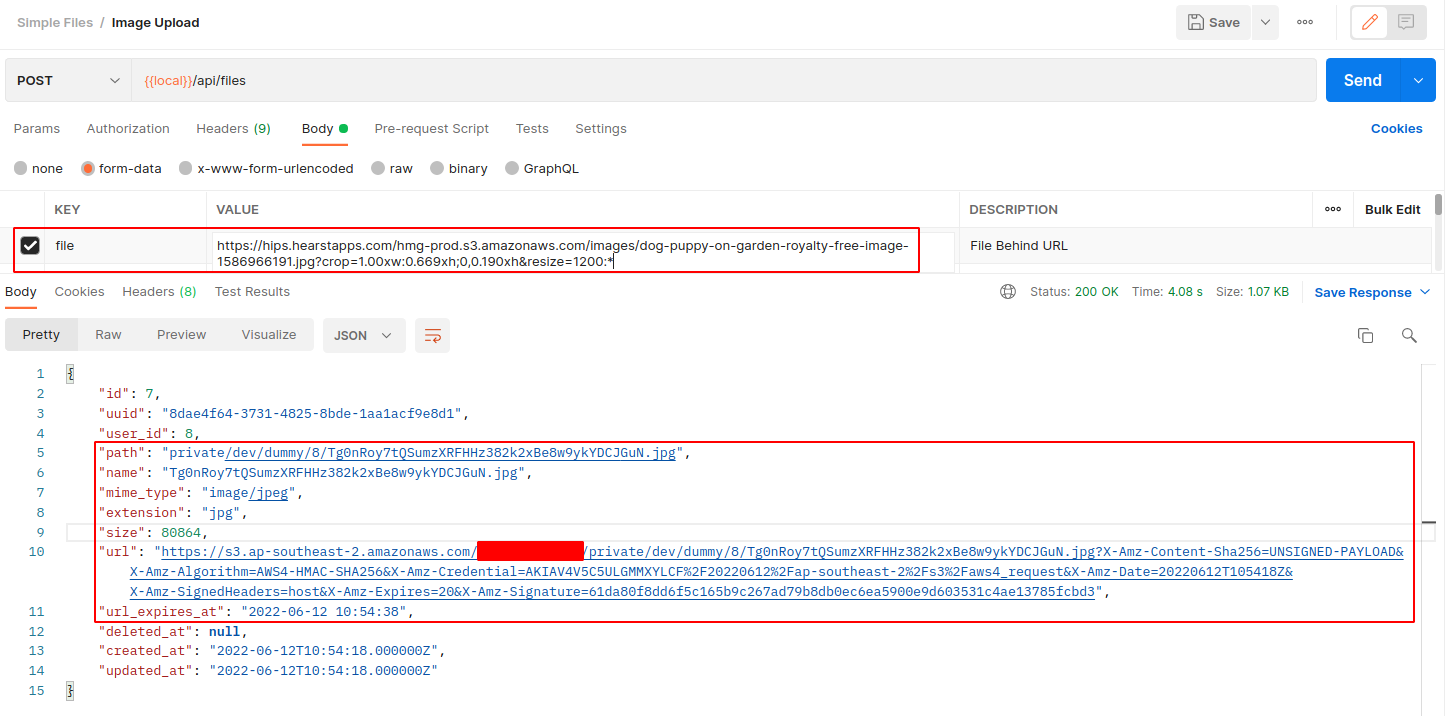 Simple Files / Image Upload
Save
POST {{local}}/api/files
Send
Params Authorization Headers (9) Body Pre-request Script Tests Settings Cookies
none form-data x-www-form-urlencoded raw binary GraphQL
KEY VALUE DESCRIPTION Bulk Edit
file https://hips.hearstapps.com/hmg-prod.s3.amazonaws.com/images/dog-puppy-on-garden-royalty-free-image- File Behind URL
1586966191.jpg?crop=1.00xw:0.669xh;0,0.190xh&resize=1200:*
Body Cookies Headers (8) Test Results Status: 200 OK Time: 4.08 s Size: 1.07 KB Save Response
Pretty Raw Preview Visualize JSON
1 {
2 "id": 7,
3 "uuid": "8dae4f64-3731-4825-8bde-1aa1acf9e8d1",
4 "user_id": 8,
5 "path": "private/dev/dummy/8/Tg0nRoy7tQSumzXRFHHz382k2xBe8w9ykYDCJGuN.jpg",
6 "name": "Tg0nRoy7tQSumzXRFHHz382k2xBe8w9ykYDCJGuN.jpg",
7 "mime_type": "image/jpeg",
8 "extension": "jpg",
9 "size": 80864,
10 "url": "https://s3.ap-southeast-2.amazonaws.com/ /private/dev/dummy/8/Tg0nRoy7tQSumzXRFHHz382k2xBe8w9ykYDCJGuN.jpg?X-Amz-Content-Sha256=UNSIGNED-PAYLOAD&
X-Amz-Algorithm=AWS4-HMAC-SHA256&X-Amz-Credential=AKIAV4V5C5ULGMMXYLCF%2F20220612%2Fap-southeast-2%2Fs3%2Faws4_request&X-Amz-Date=20220612T105418Z&
X-Amz-SignedHeaders=host&X-Amz-Expires=20&X-Amz-Signature=61da80f8dd6f5c165b9c267ad79b8db0ec6ea5900e9d603531c4ae13785fcbd3",
11 "url_expires_at": "2022-06-12 10:54:38",
12 "deleted_at": null,
13 "created_at": "2022-06-12T10:54:18.000000Z",
14 "updated_at": "2022-06-12T10:54:18.000000Z"
15 }